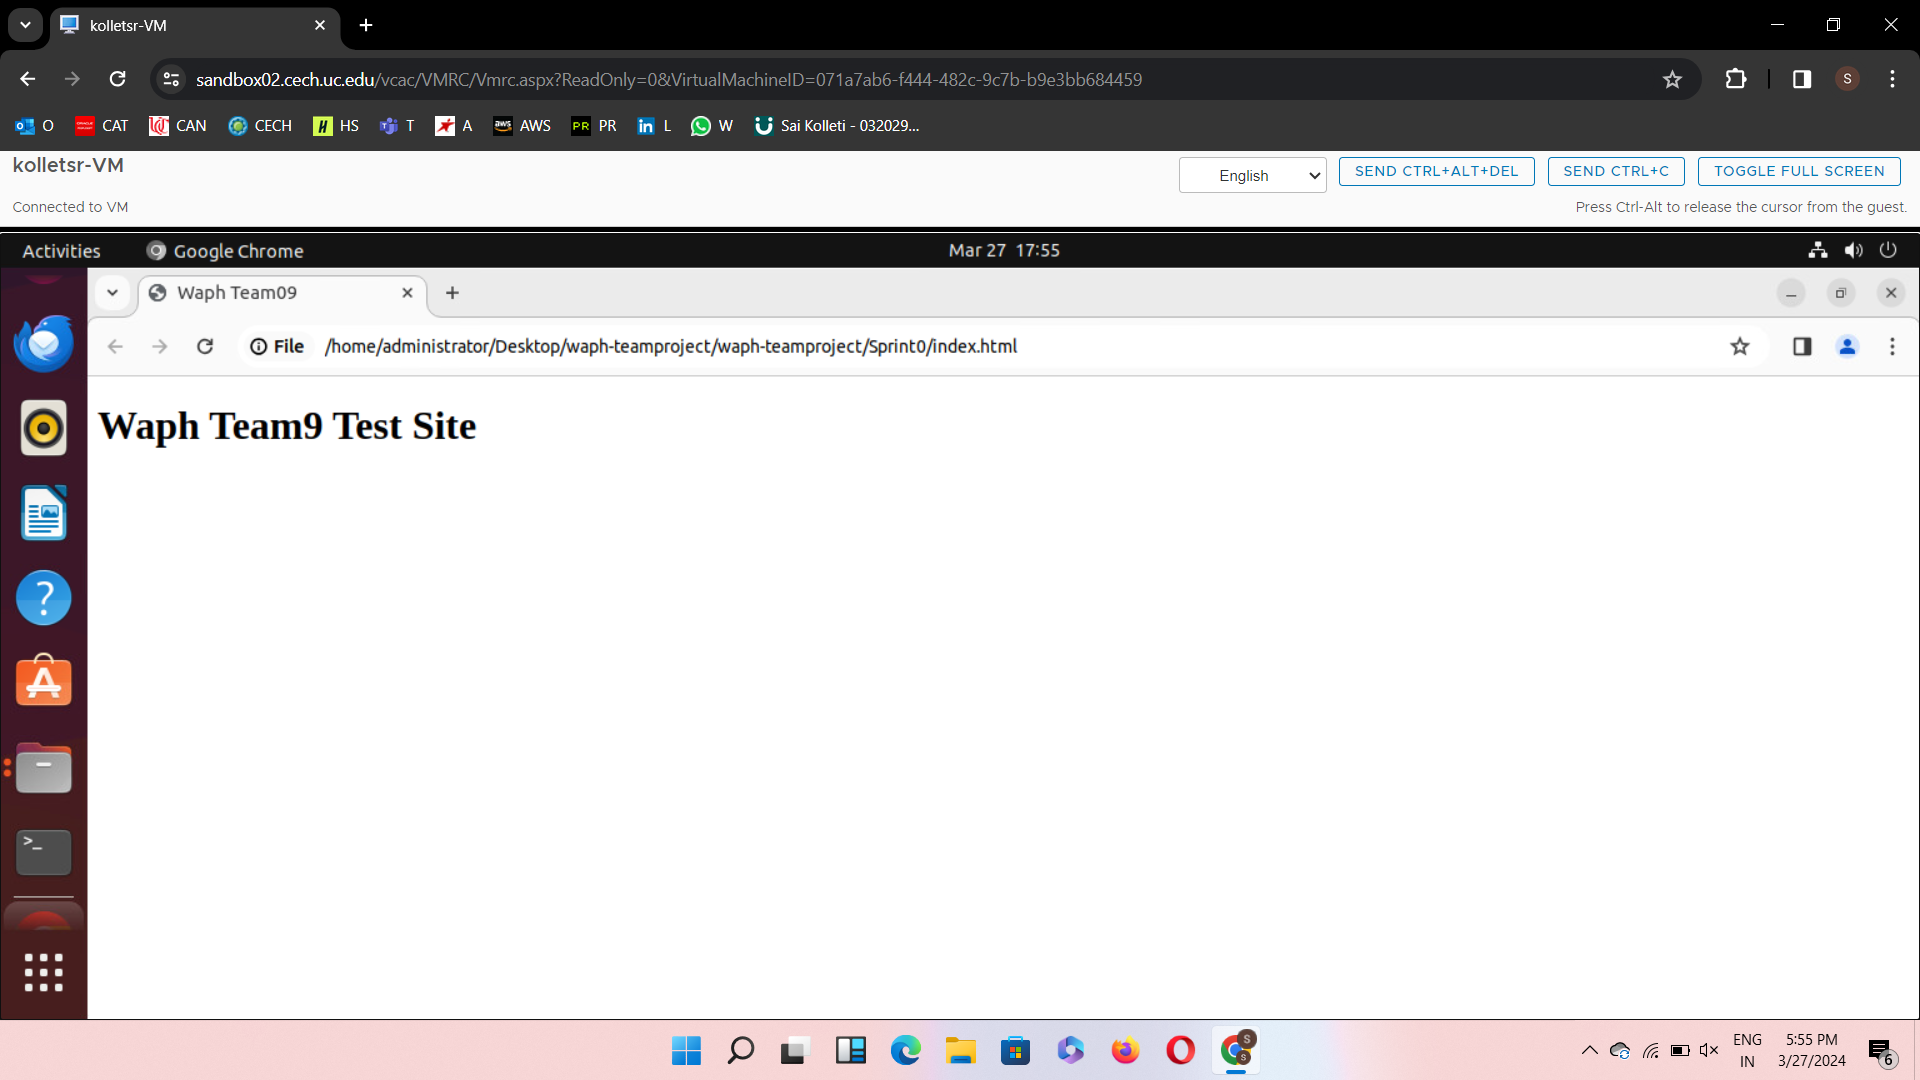 kolletsr-VM
sandbox02.cech.uc.edu/vcac/VMRC/Vmrc.aspx?ReadOnly=0&VirtualMachineID=071a7ab6-f444-482c-9c7b-b9e3bb684459
S
O CAT CAN CECH HS T A AWS PR PR L W Sai Kolleti - 032029...
kolletsr-VM
English
SEND CTRL+ALT+DEL
SEND CTRL+C
TOGGLE FULL SCREEN
Connected to VM
Press Ctrl-Alt to release the cursor from the guest.
Activities
Google Chrome
Mar 27 17:55
Waph Team09
File
/home/administrator/Desktop/waph-teamproject/waph-teamproject/Sprint0/index.html
Waph Team9 Test Site
ENG
IN
5:55 PM
3/27/2024
6